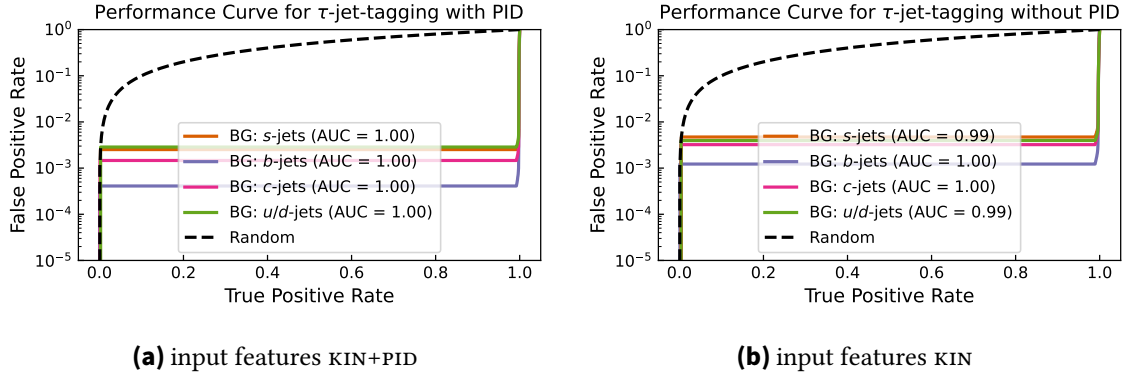 Performance Curve for τ-jet-tagging with PID
10⁰
10⁻¹
10⁻²
10⁻³
10⁻⁴
10⁻⁵
False Positive Rate
BG: s-jets (AUC = 1.00)
BG: b-jets (AUC = 1.00)
BG: c-jets (AUC = 1.00)
BG: u/d-jets (AUC = 1.00)
Random
0.0 0.2 0.4 0.6 0.8 1.0
True Positive Rate
(a) input features KIN+PID
Performance Curve for τ-jet-tagging without PID
10⁰
10⁻¹
10⁻²
10⁻³
10⁻⁴
10⁻⁵
False Positive Rate
BG: s-jets (AUC = 0.99)
BG: b-jets (AUC = 1.00)
BG: c-jets (AUC = 1.00)
BG: u/d-jets (AUC = 0.99)
Random
0.0 0.2 0.4 0.6 0.8 1.0
True Positive Rate
(b) input features KIN